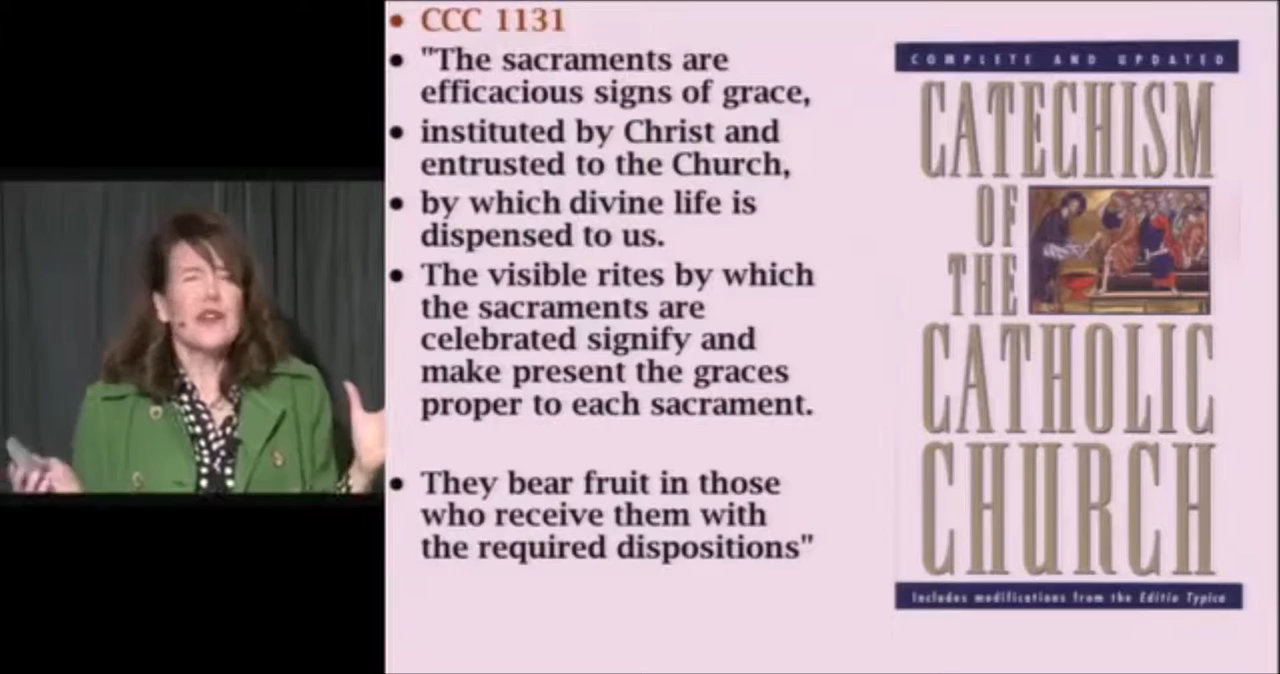 • CCC 1131
• "The sacraments are
efficacious signs of grace,
• instituted by Christ and
entrusted to the Church,
• by which divine life is
dispensed to us.
• The visible rites by which
the sacraments are
celebrated signify and
make present the graces
proper to each sacrament.
• They bear fruit in those
who receive them with
the required dispositions"
COMPLETE AND UPDATED
CATECHISM
OF
THE
CATHOLIC
CHURCH
Includes modifications from the Editio Typica